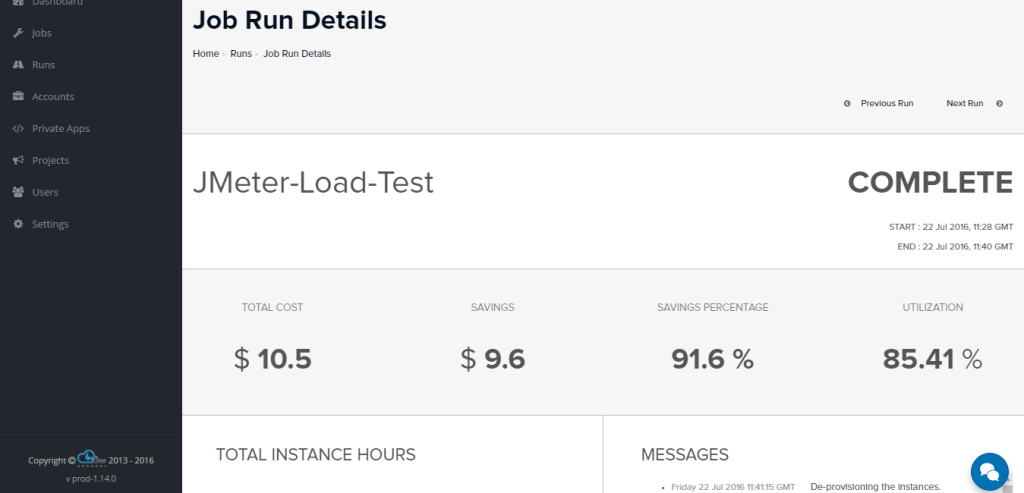 Dashboard
Jobs
Runs
Accounts
Private Apps
Projects
Users
Settings
Copyright © 2013 - 2016
v prod-1.14.0
Job Run Details
Home - Runs - Job Run Details
Previous Run Next Run
JMeter-Load-Test COMPLETE
START : 22 Jul 2016, 11:28 GMT
END : 22 Jul 2016, 11:40 GMT
TOTAL COST SAVINGS SAVINGS PERCENTAGE UTILIZATION
$ 10.5 $ 9.6 91.6 % 85.41 %
TOTAL INSTANCE HOURS MESSAGES
• Friday 22 Jul 2016 11:41:15 GMT De-provisioning the instances.